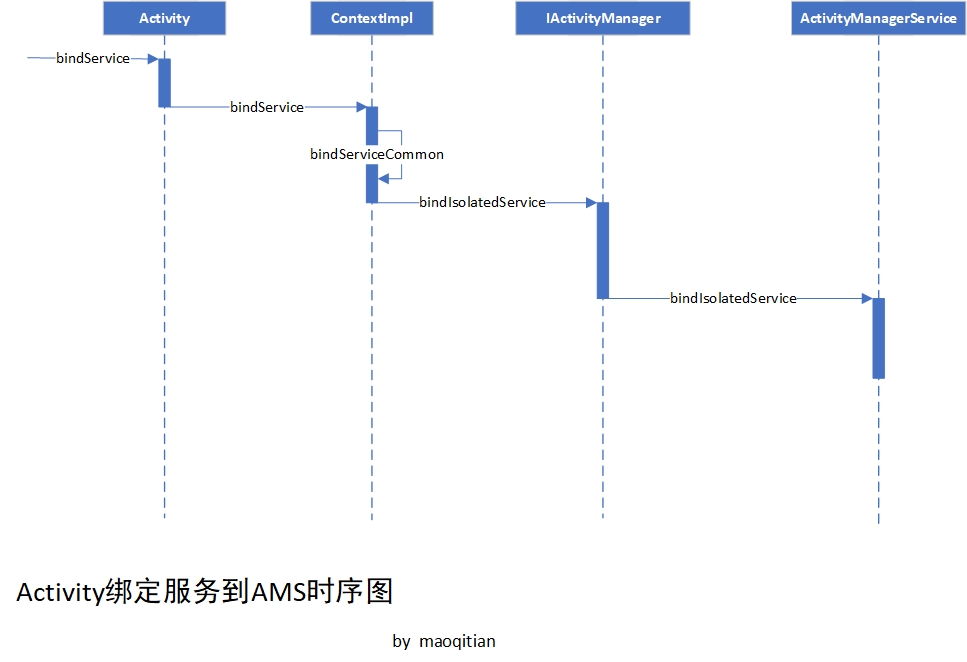 Activity ContextImpl IActivityManager ActivityManagerService
bindService
bindService
bindServiceCommon
bindIsolatedService
bindIsolatedService
Activity绑定服务到AMS时序图
by maoqitian